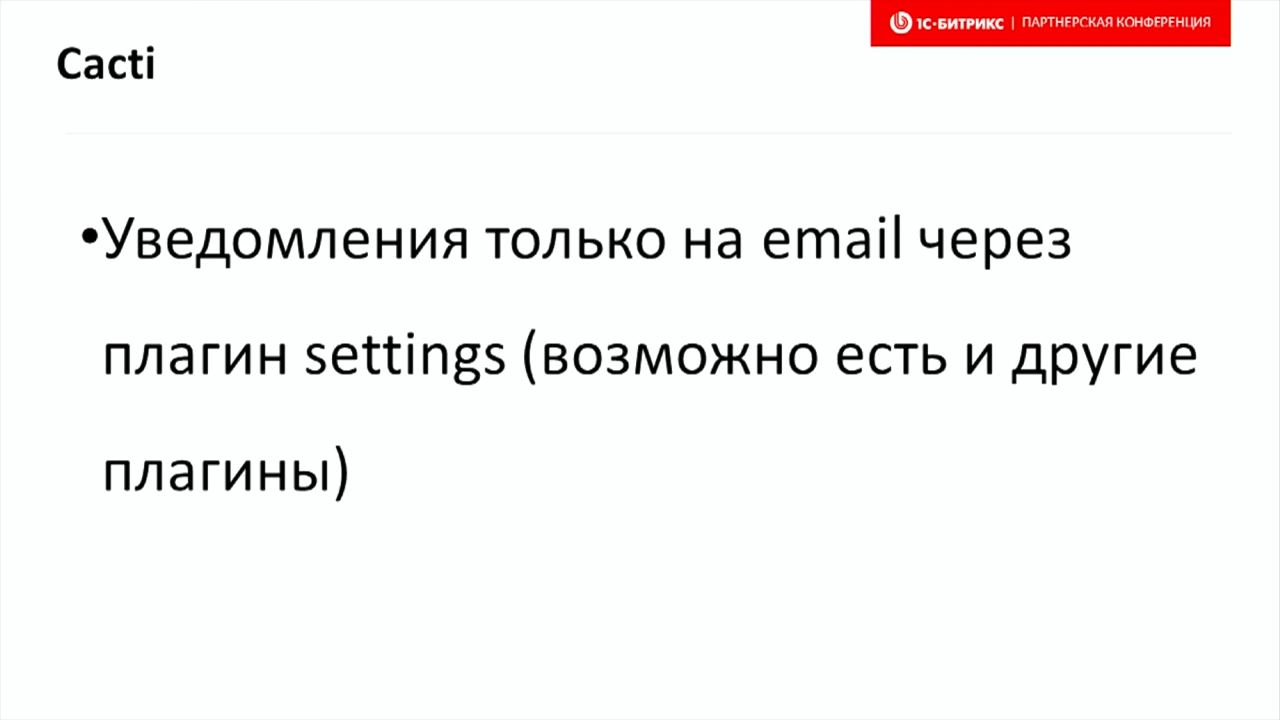 1С-БИТРИКС | ПАРТНЕРСКАЯ КОНФЕРЕНЦИЯ
Cacti
•Уведомления только на email через
плагин settings (возможно есть и другие
плагины)